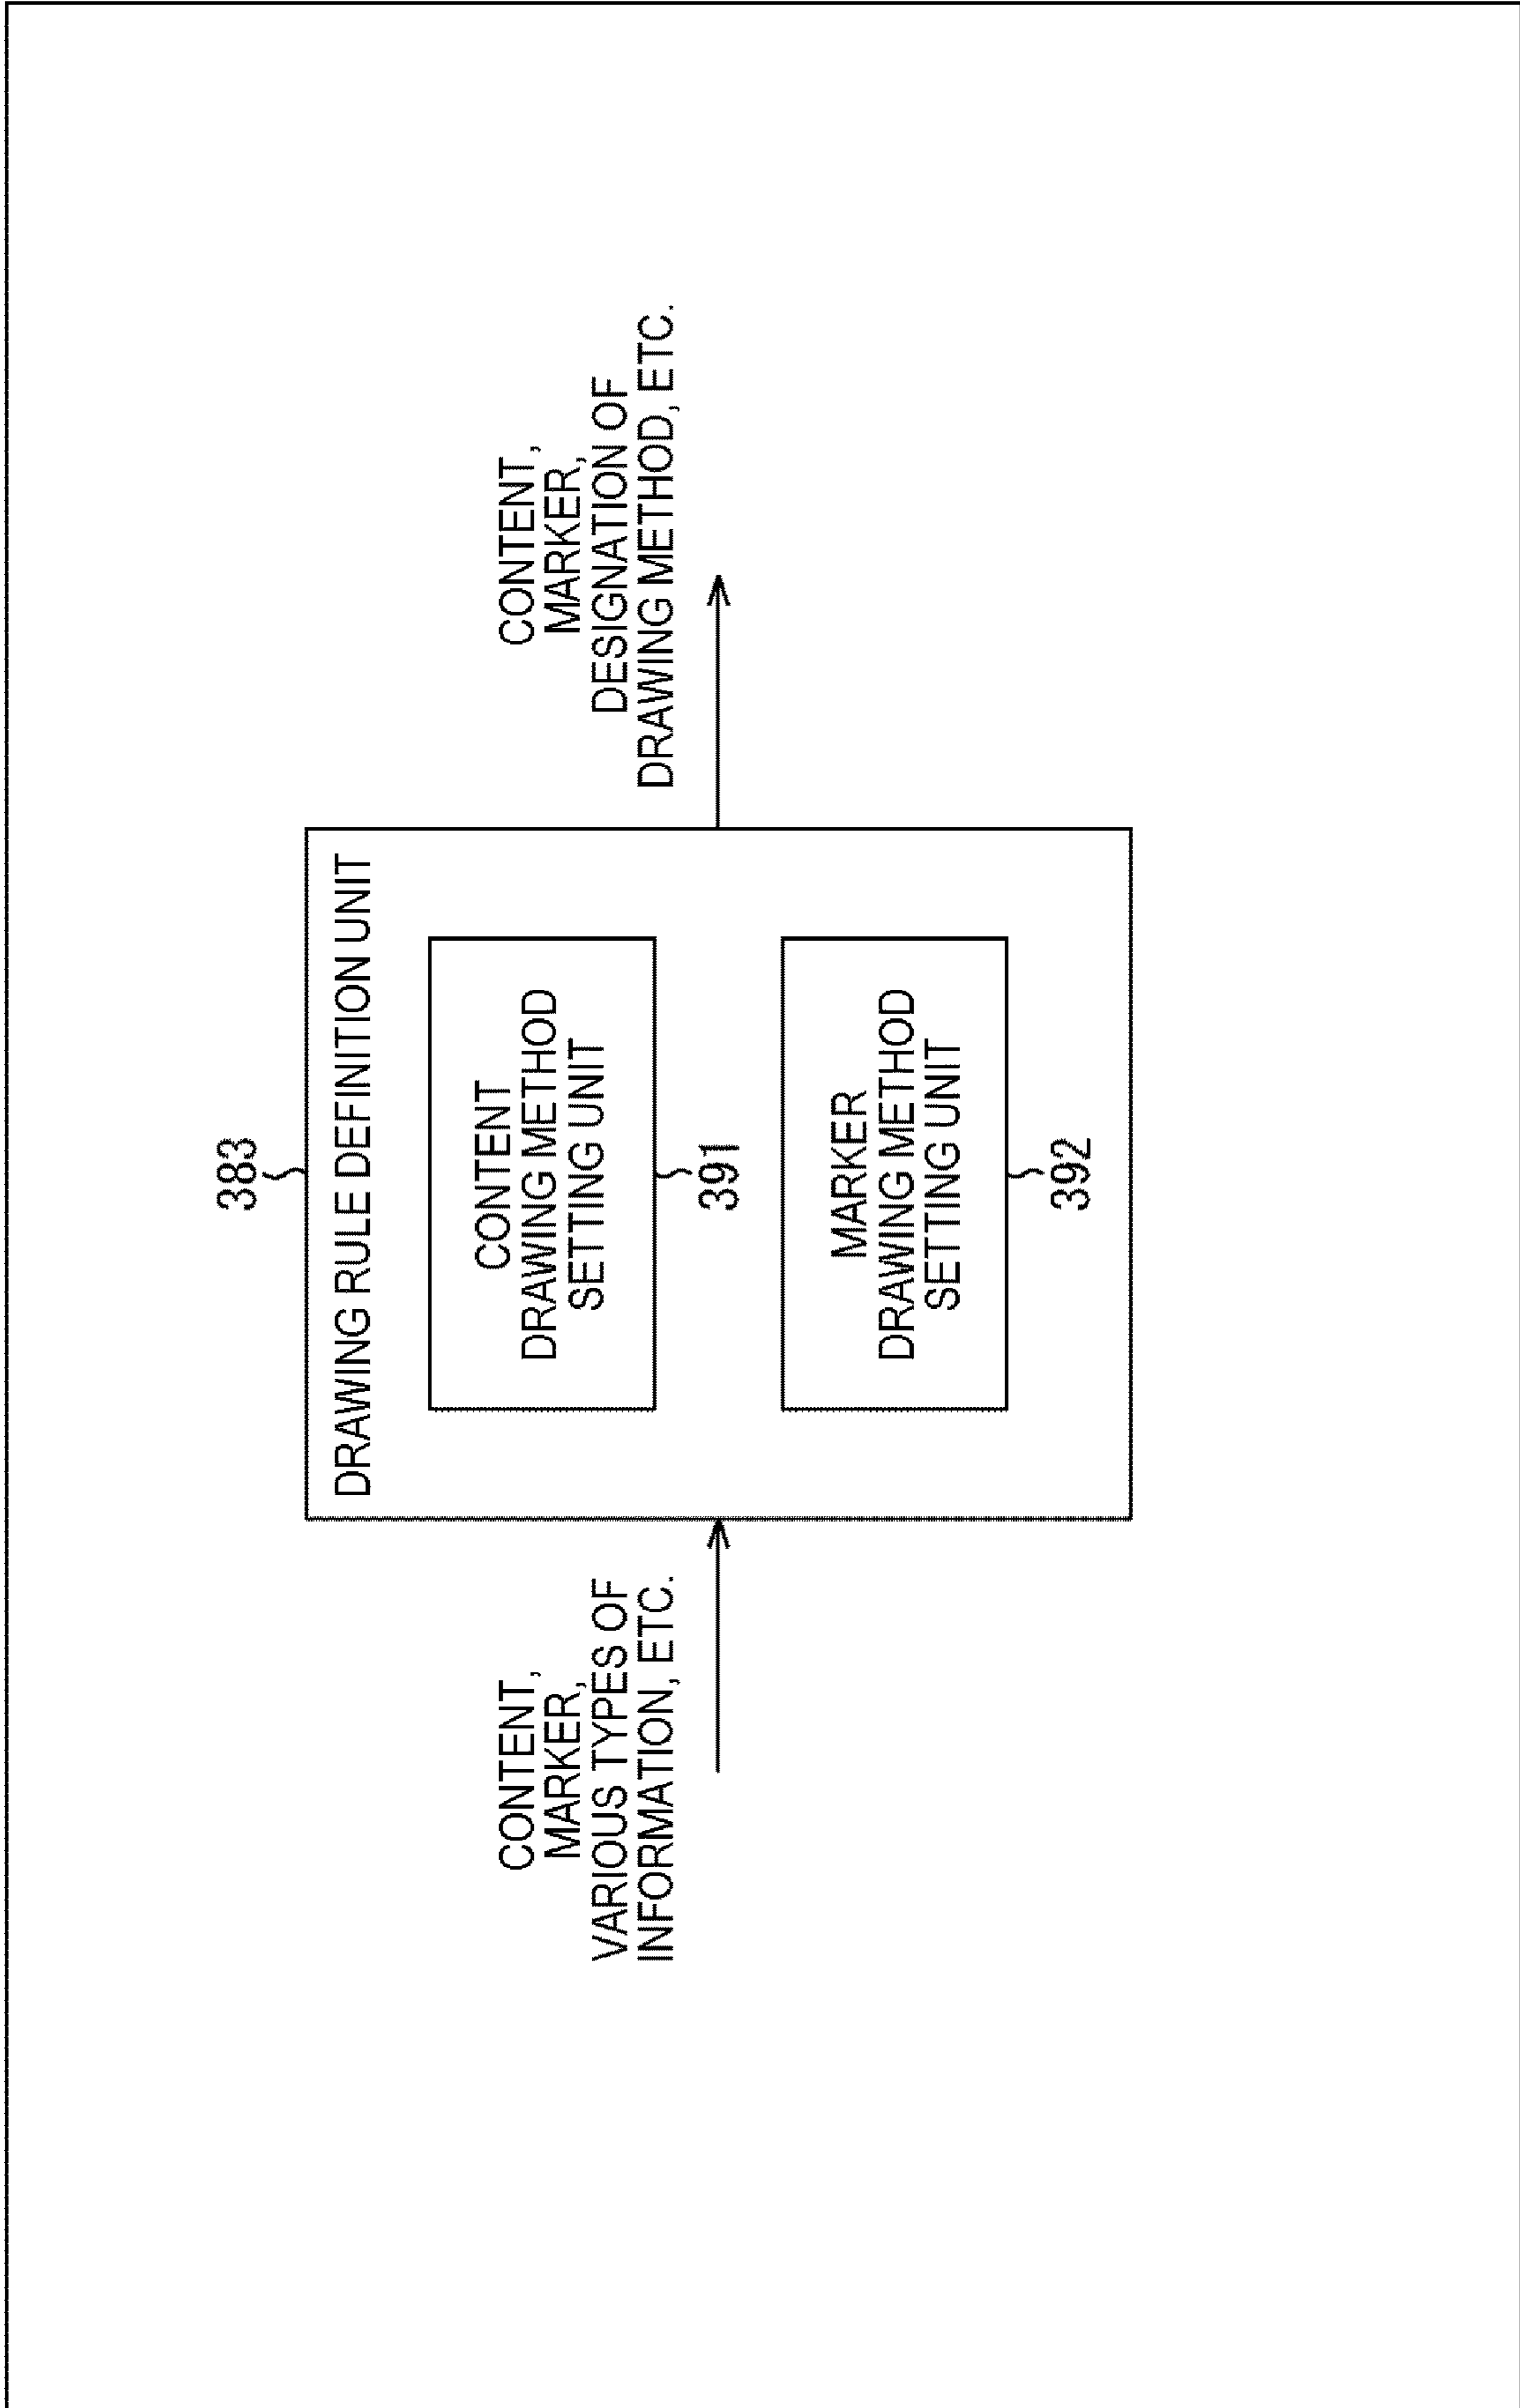 383
DRAWING RULE DEFINITION UNIT
CONTENT,
MARKER,
VARIOUS TYPES OF
INFORMATION, ETC.
CONTENT
DRAWING METHOD
SETTING UNIT
391
MARKER
DRAWING METHOD
SETTING UNIT
392
CONTENT,
MARKER,
DESIGNATION OF
DRAWING METHOD, ETC.